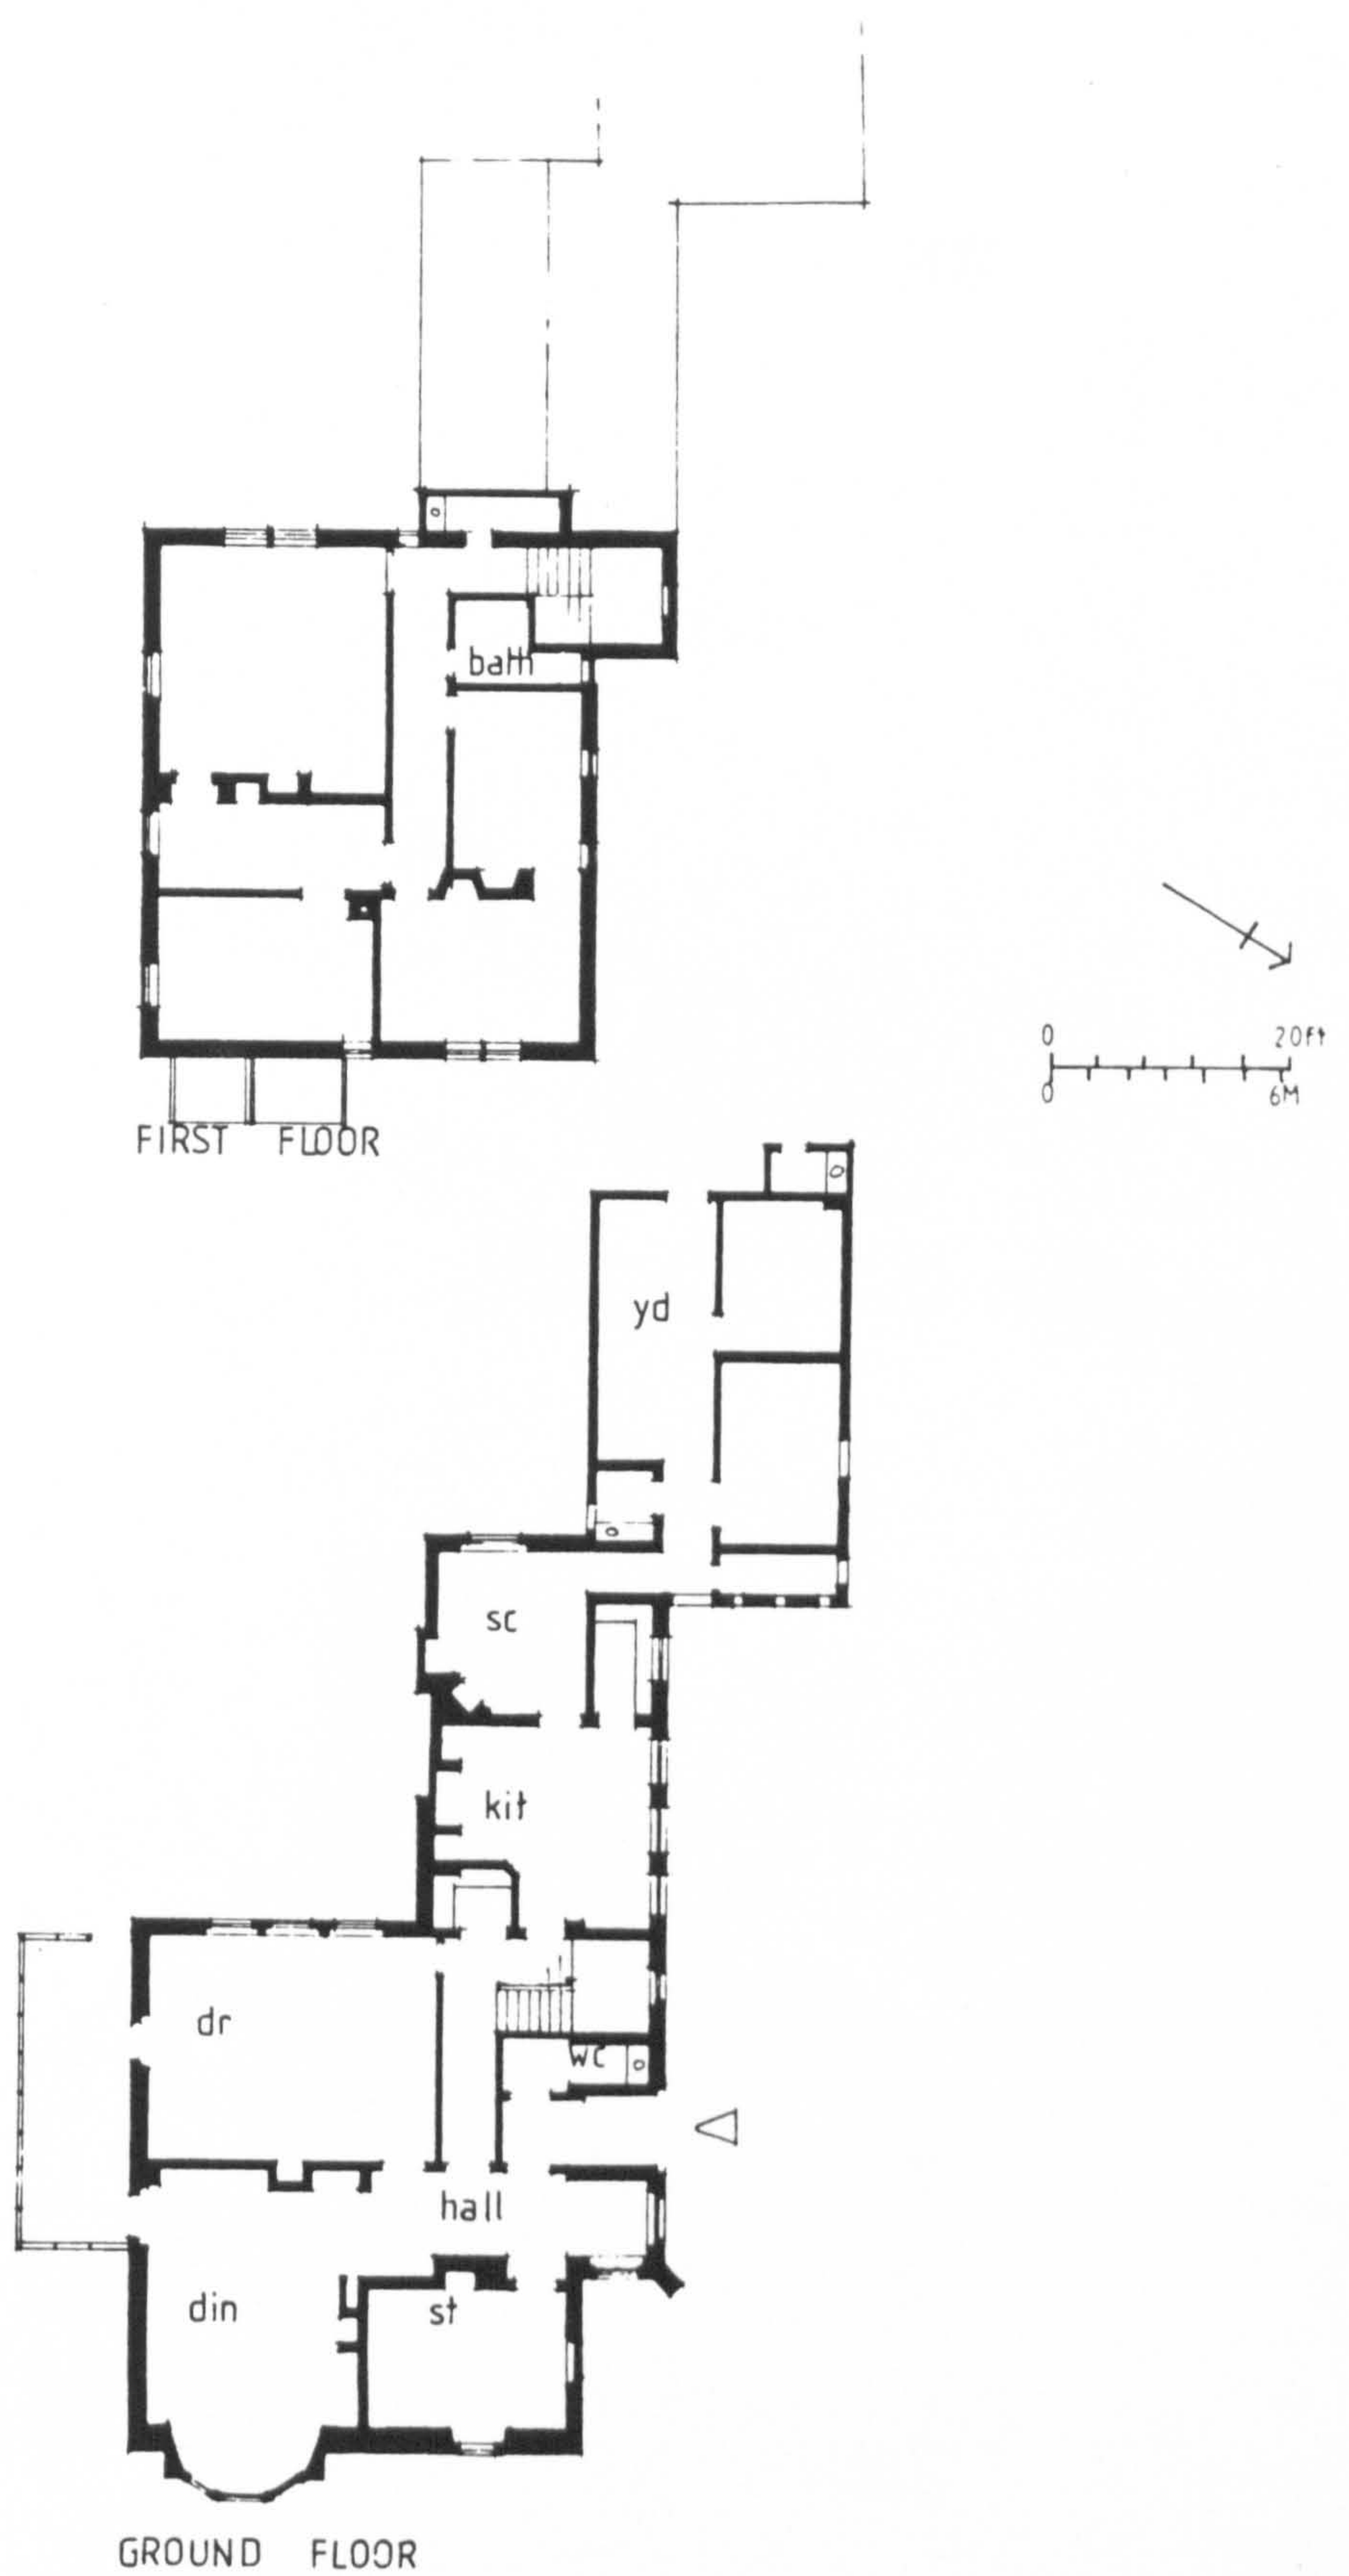 bath
0 20ft
0 6M
FIRST FLOOR
yd
sc
kit
dr
WC
hall
din
st
GROUND FLOOR